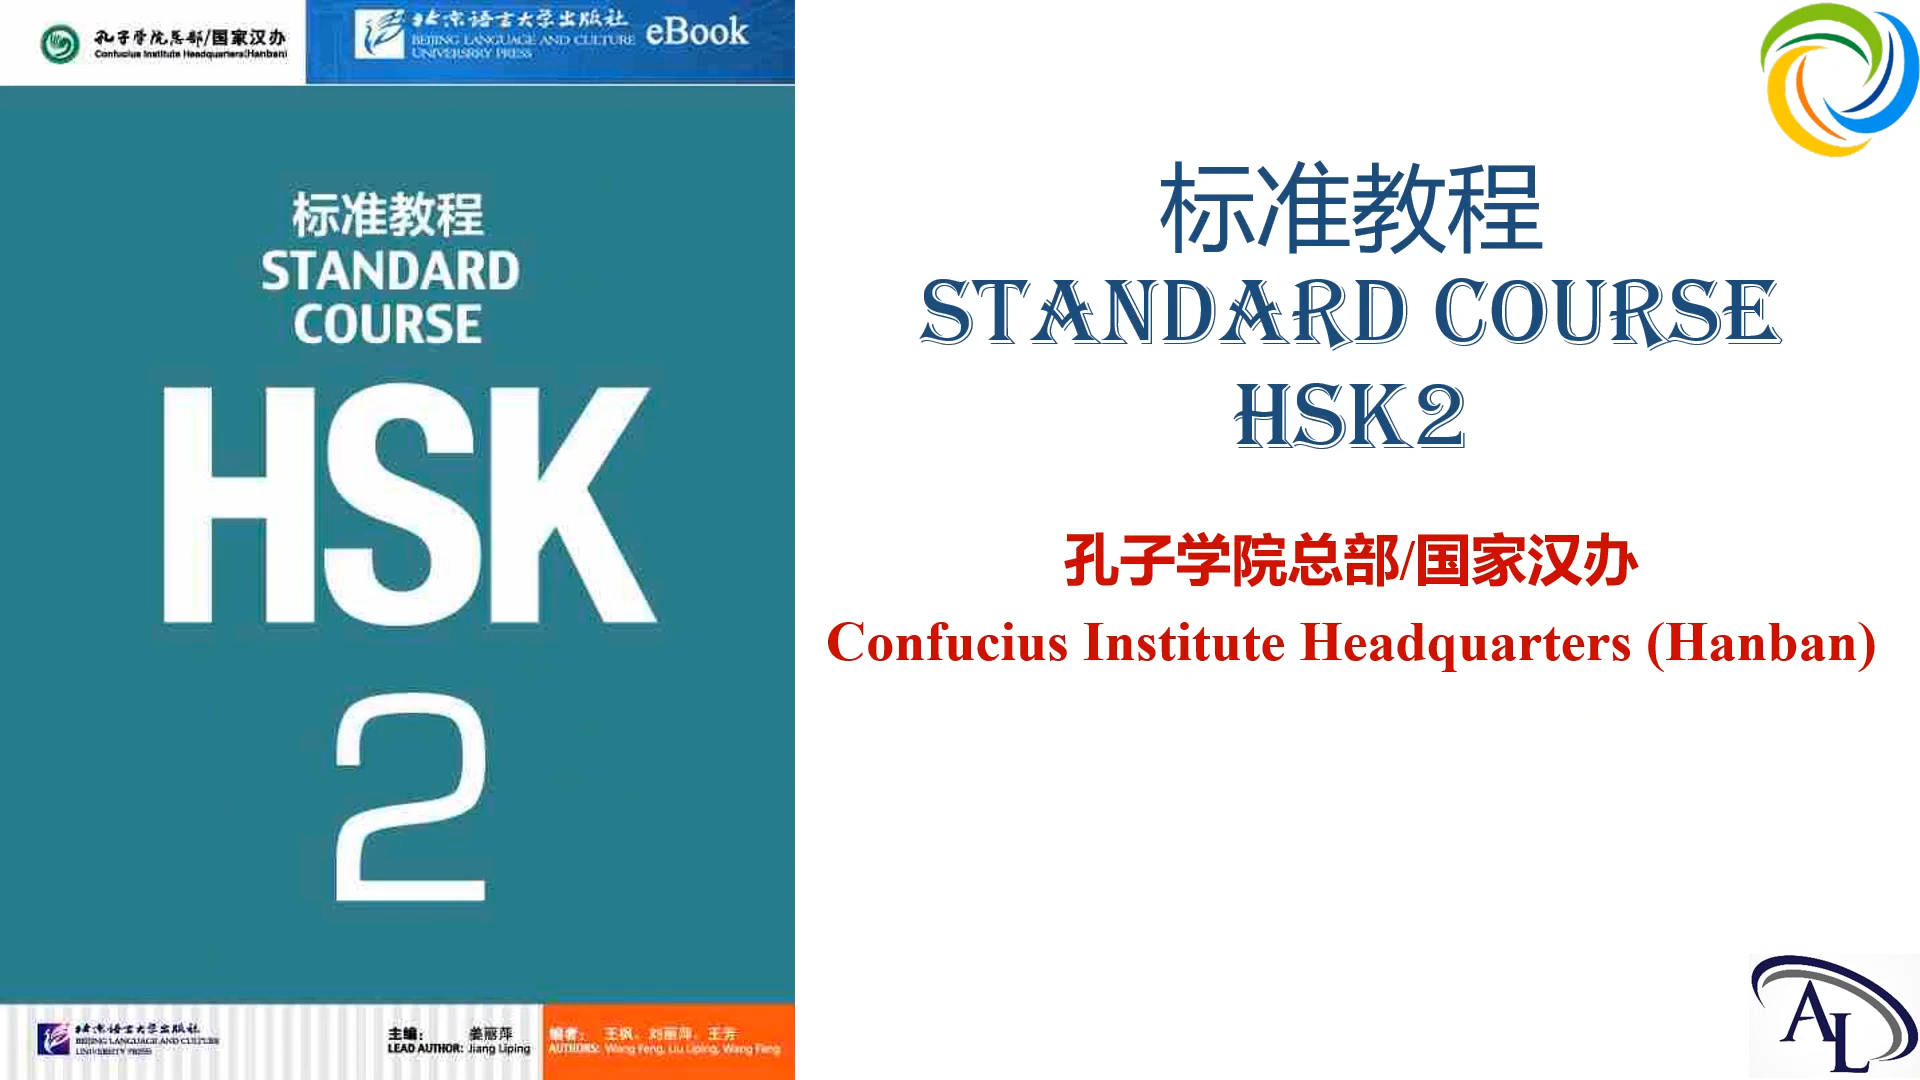 孔子学院总部/国家汉办
Confucius Institute Headquarters(Hanban)
北京语言大学出版社
BEIJING LANGUAGE AND CULTURE
UNIVERSITY PRESS
eBook
标准教程
STANDARD
COURSE
HSK
2
北京语言大学出版社
BEIJING LANGUAGE AND CULTURE
UNIVERSITY PRESS
主编： 姜丽萍
LEAD AUTHOR: Jiang Liping
编者： 王枫、刘丽萍、王芳
AUTHORS: Wang Feng, Liu Liping, Wang Fang
标准教程
STANDARD COURSE
HSK2
孔子学院总部/国家汉办
Confucius Institute Headquarters (Hanban)
AL